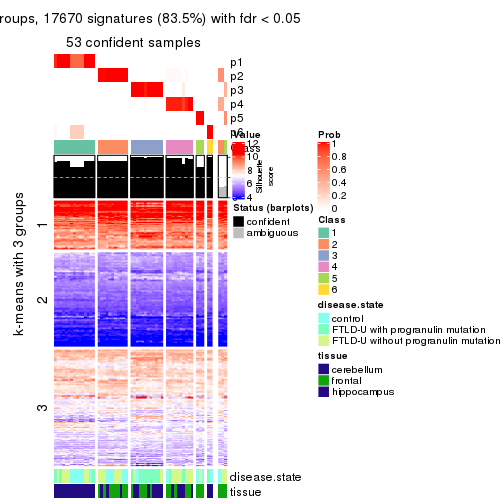 roups, 17670 signatures (83.5%) with fdr < 0.05
53 confident samples
p1
p2
p3
p4
p5
Class
Value
12
10
8
6
4
Silhouette
score
Status (barplots)
confident
ambiguous
Prob
1
0.8
0.6
0.4
0.2
0
Class
1
2
3
4
5
6
disease.state
control
FTLD-U with progranulin mutation
FTLD-U without progranulin mutation
tissue
cerebellum
frontal
hippocampus
k-means with 3 groups
1
2
3
disease.state
tissue